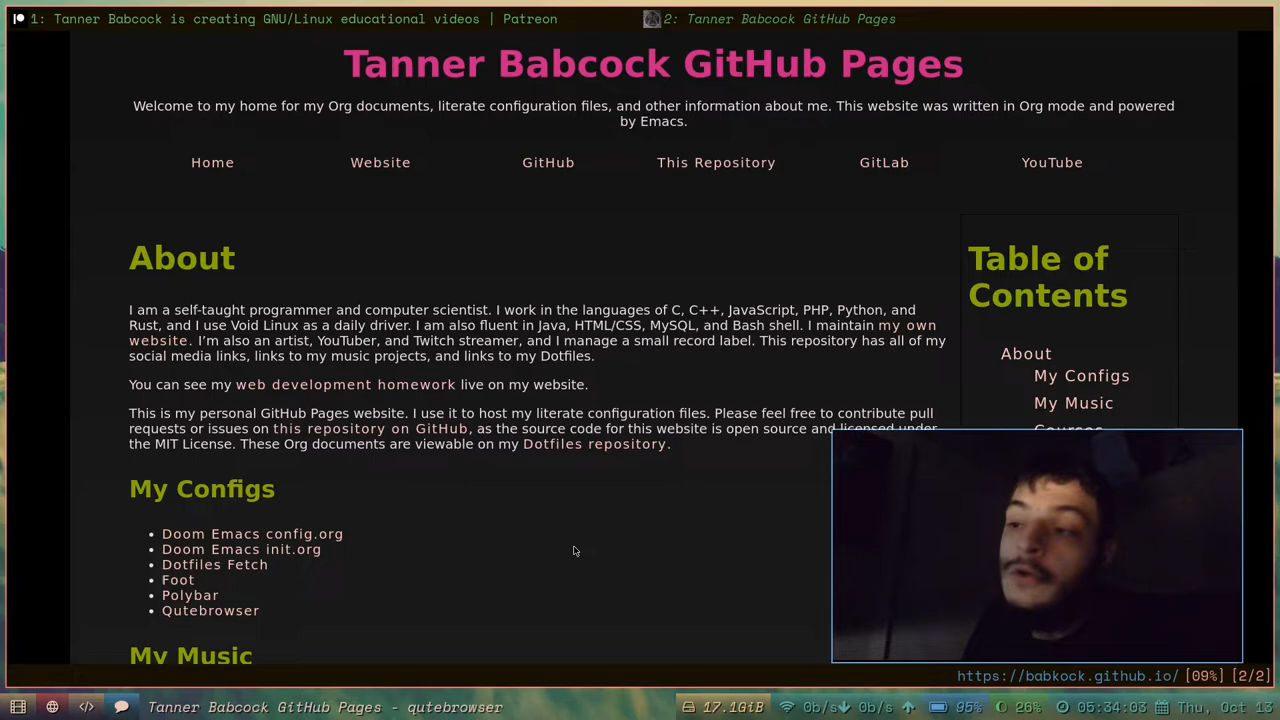 1: Tanner Babcock is creating GNU/Linux educational videos | Patreon
2: Tanner Babcock GitHub Pages
Tanner Babcock GitHub Pages
Welcome to my home for my Org documents, literate configuration files, and other information about me. This website was written in Org mode and powered
by Emacs.
Home Website GitHub This Repository GitLab YouTube
About
I am a self-taught programmer and computer scientist. I work in the languages of C, C++, JavaScript, PHP, Python, and
Rust, and I use Void Linux as a daily driver. I am also fluent in Java, HTML/CSS, MySQL, and Bash shell. I maintain my own
website. I'm also an artist, YouTuber, and Twitch streamer, and I manage a small record label. This repository has all of my
social media links, links to my music projects, and links to my Dotfiles.
You can see my web development homework live on my website.
This is my personal GitHub Pages website. I use it to host my literate configuration files. Please feel free to contribute pull
requests or issues on this repository on GitHub, as the source code for this website is open source and licensed under
the MIT License. These Org documents are viewable on my Dotfiles repository.
My Configs
Doom Emacs config.org
Doom Emacs init.org
Dotfiles Fetch
Foot
Polybar
Qutebrowser
My Music
Table of
Contents
About
My Configs
My Music
Courses
https://babkock.github.io/ [09%] [2/2]
Tanner Babcock GitHub Pages - qutebrowser
17.1GiB 0b/s 0b/s 95% 26% 05:34:03 Thu, Oct 13